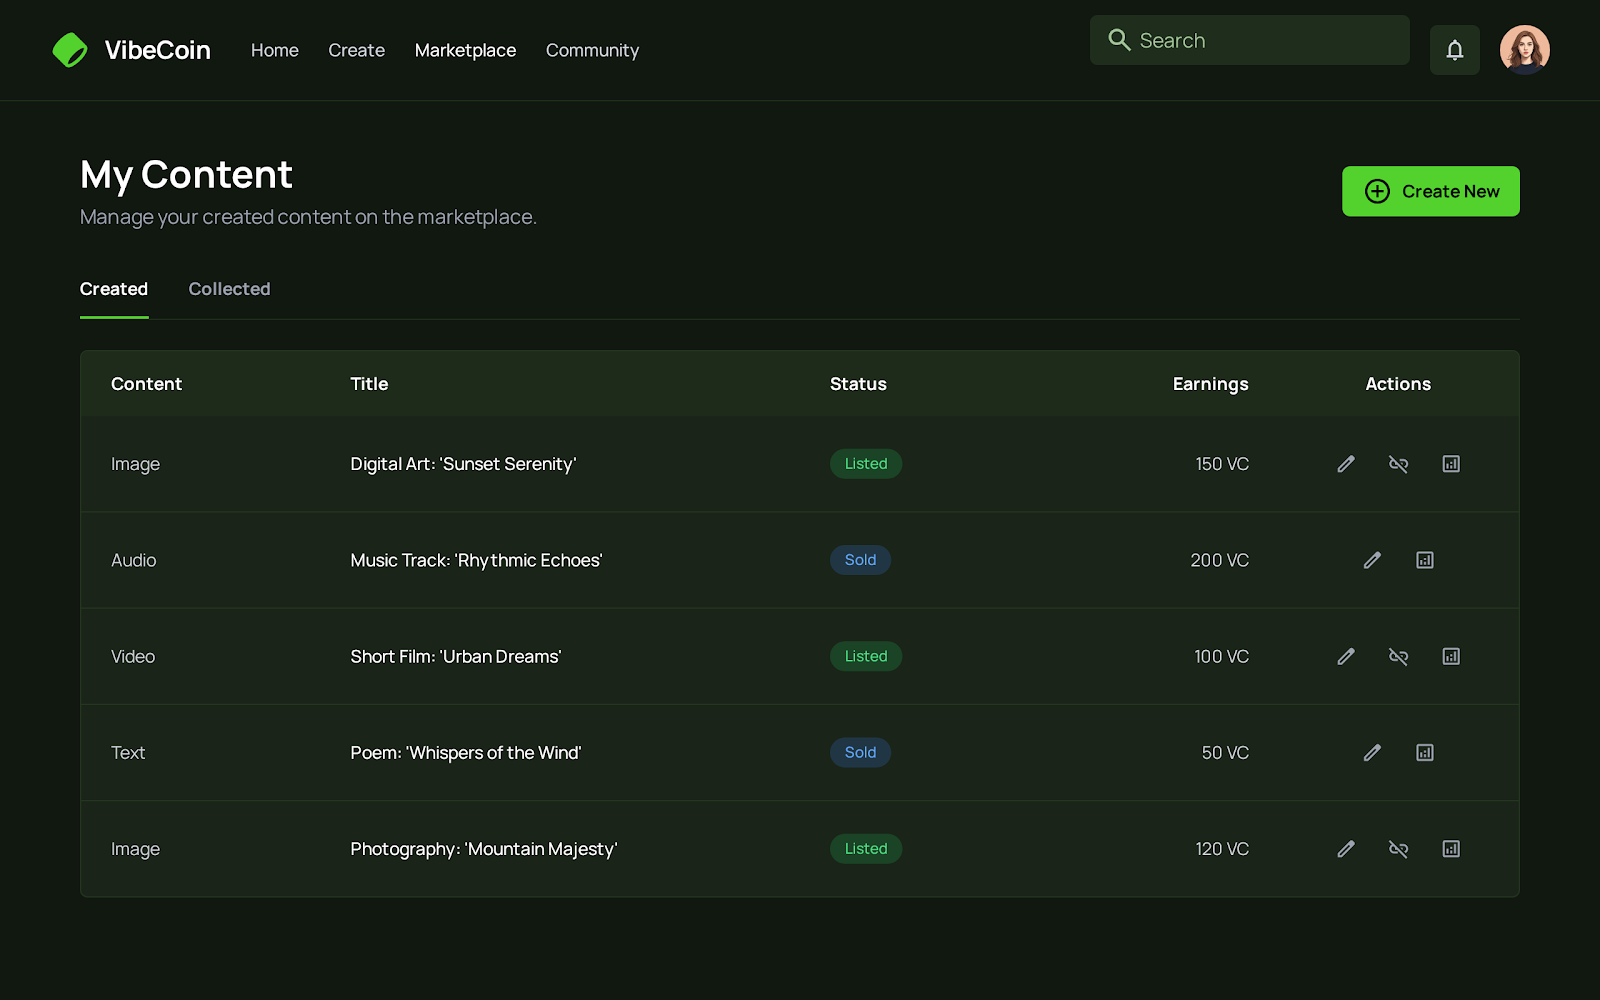 VibeCoin
Home
Create
Marketplace
Community
Search
My Content
Manage your created content on the marketplace.
Create New
Created
Collected
Content Title Status Earnings Actions
Image Digital Art: 'Sunset Serenity' Listed 150 VC
Audio Music Track: 'Rhythmic Echoes' Sold 200 VC
Video Short Film: 'Urban Dreams' Listed 100 VC
Text Poem: 'Whispers of the Wind' Sold 50 VC
Image Photography: 'Mountain Majesty' Listed 120 VC